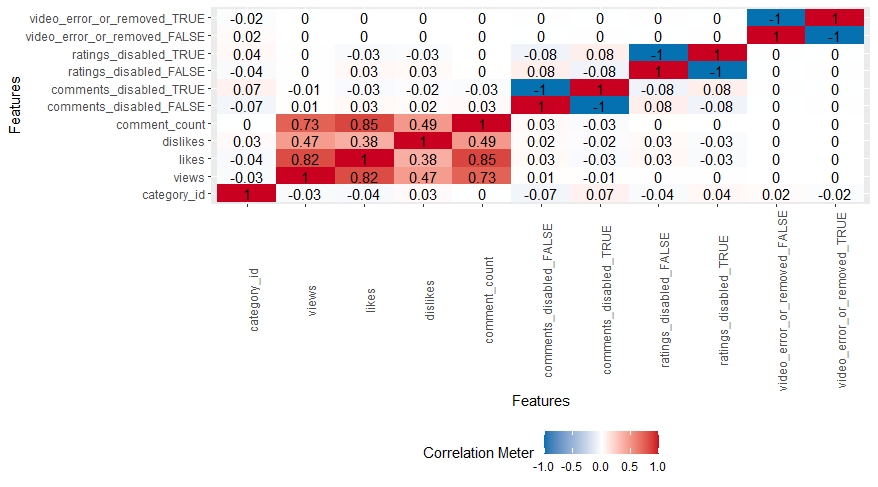 video_error_or_removed_TRUE -0.02 0 0 0 0 0 0 0 0 -1 1
video_error_or_removed_FALSE 0.02 0 0 0 0 0 0 0 0 1 -1
ratings_disabled_TRUE 0.04 0 -0.03 -0.03 0 -0.08 0.08 -1 1 0 0
ratings_disabled_FALSE -0.04 0 0.03 0.03 0 0.08 -0.08 1 -1 0 0
comments_disabled_TRUE 0.07 -0.01 -0.03 -0.02 -0.03 -1 1 -0.08 0.08 0 0
comments_disabled_FALSE -0.07 0.01 0.03 0.02 0.03 1 -1 0.08 -0.08 0 0
comment_count 0 0.73 0.85 0.49 1 0.03 -0.03 0 0 0 0
dislikes 0.03 0.47 0.38 1 0.49 0.02 -0.02 0.03 -0.03 0 0
likes -0.04 0.82 1 0.38 0.85 0.03 -0.03 0.03 -0.03 0 0
views -0.03 1 0.82 0.47 0.73 0.01 -0.01 0 0 0 0
category_id 1 -0.03 -0.04 0.03 0 -0.07 0.07 -0.04 0.04 0.02 -0.02
Features
category_id
views
likes
dislikes
comment_count
comments_disabled_FALSE
comments_disabled_TRUE
ratings_disabled_FALSE
ratings_disabled_TRUE
video_error_or_removed_FALSE
video_error_or_removed_TRUE
Features
Correlation Meter
-1.0 -0.5 0.0 0.5 1.0